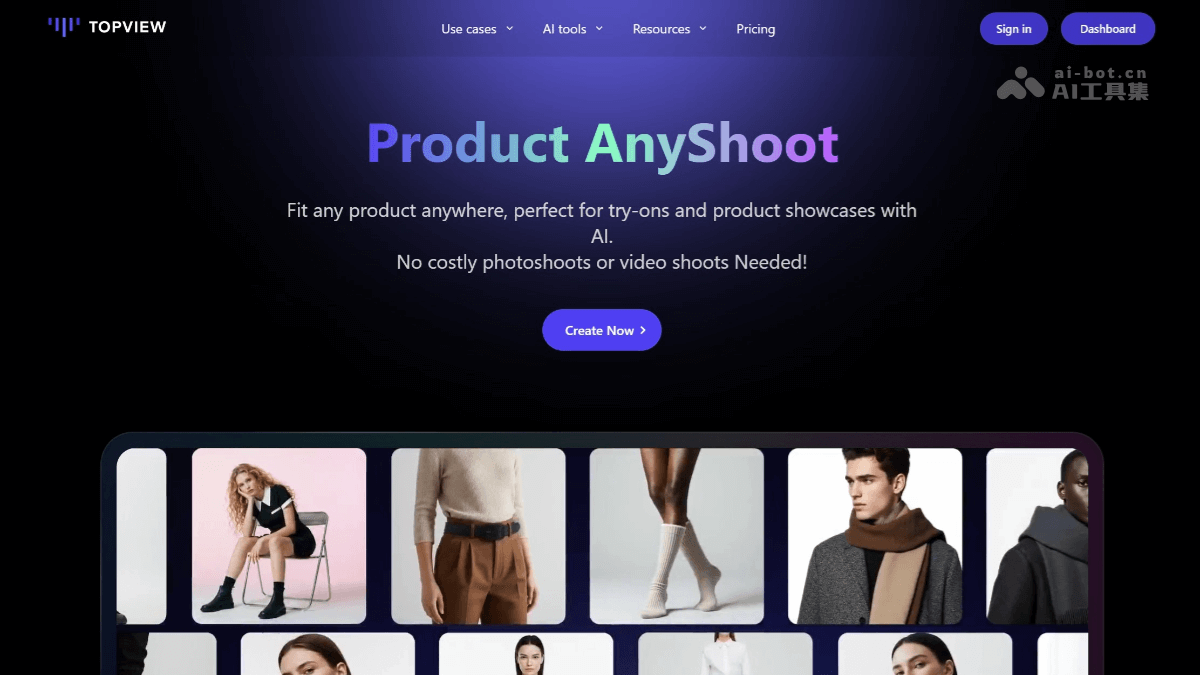 TOPVIEW
Use cases
AI tools
Resources
Pricing
Sign in
Dashboard
ai-bot.cn
AI工具集
Product AnyShoot
Fit any product anywhere, perfect for try-ons and product showcases with
AI.
No costly photoshoots or video shoots Needed!
Create Now